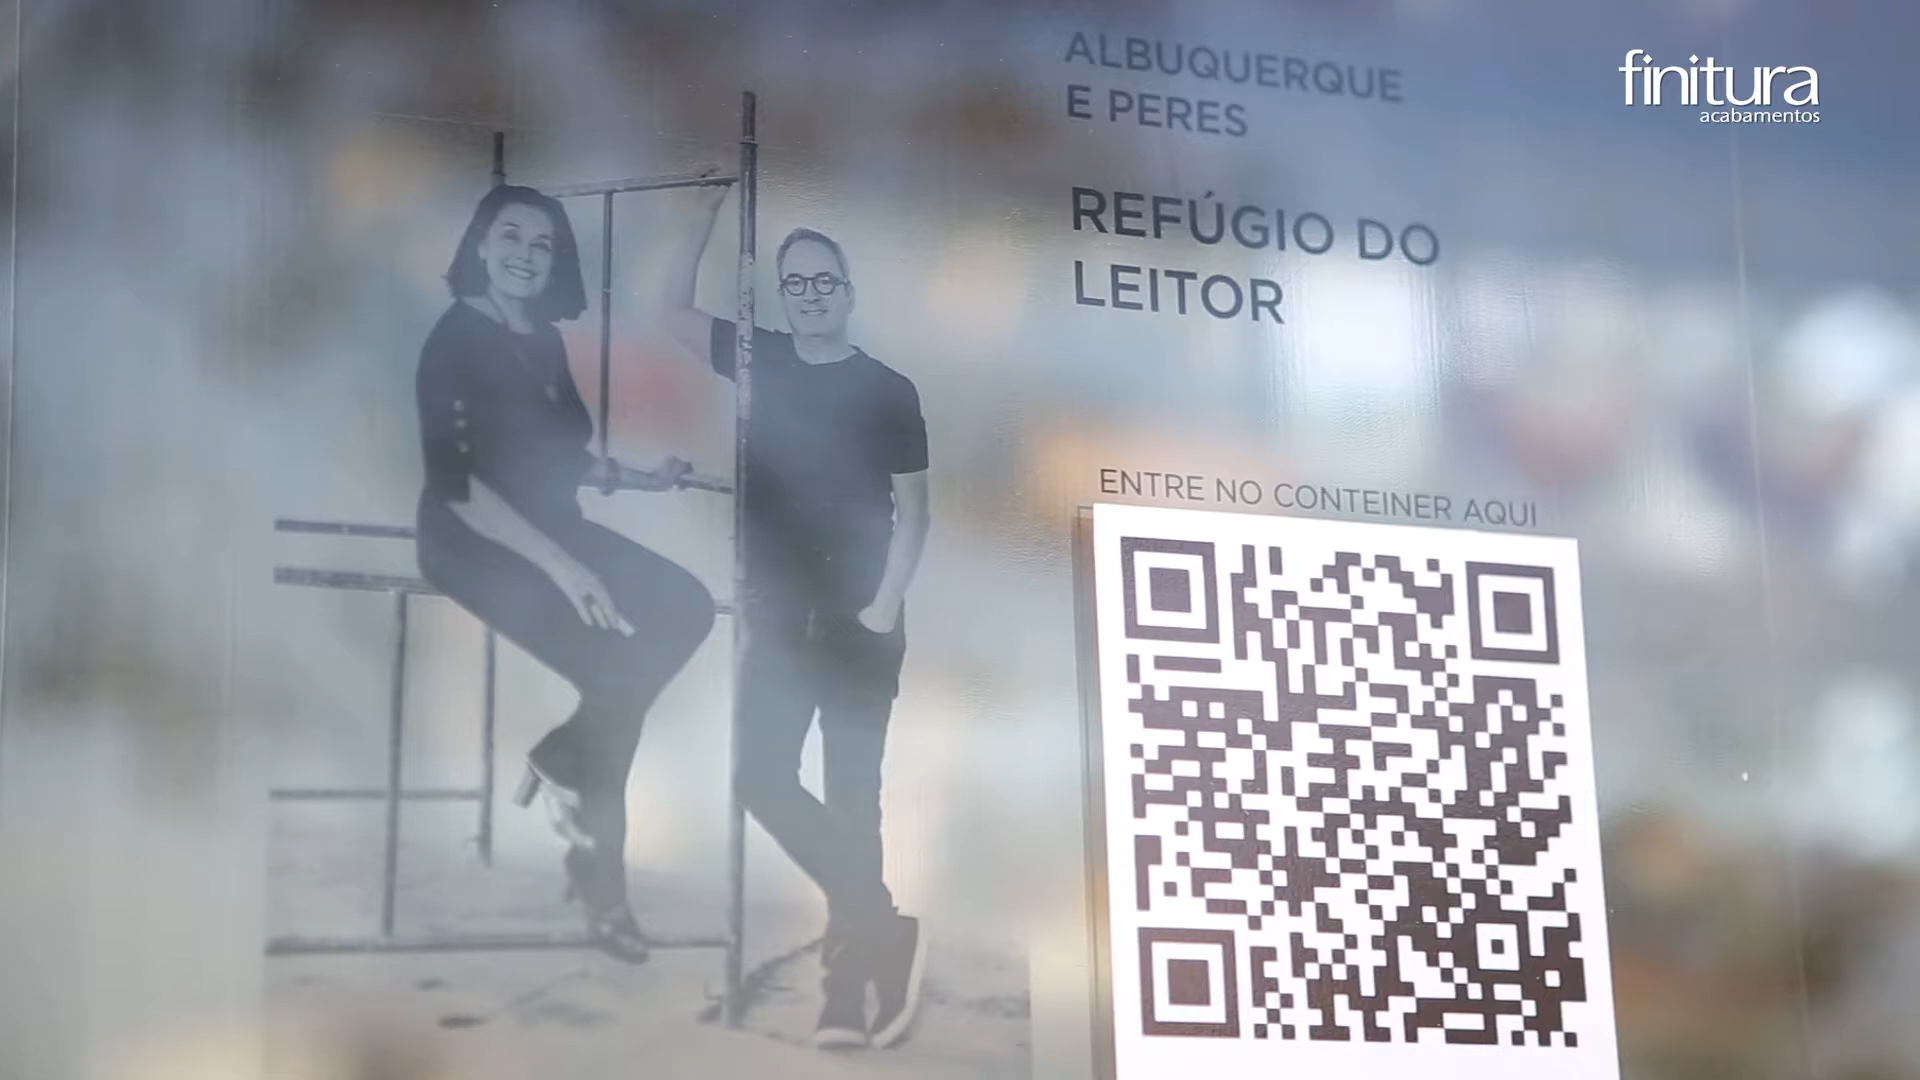 ALBUQUERQUE
E PERES
REFÚGIO DO
LEITOR
ENTRE NO CONTEINER AQUI
finitura
acabamentos